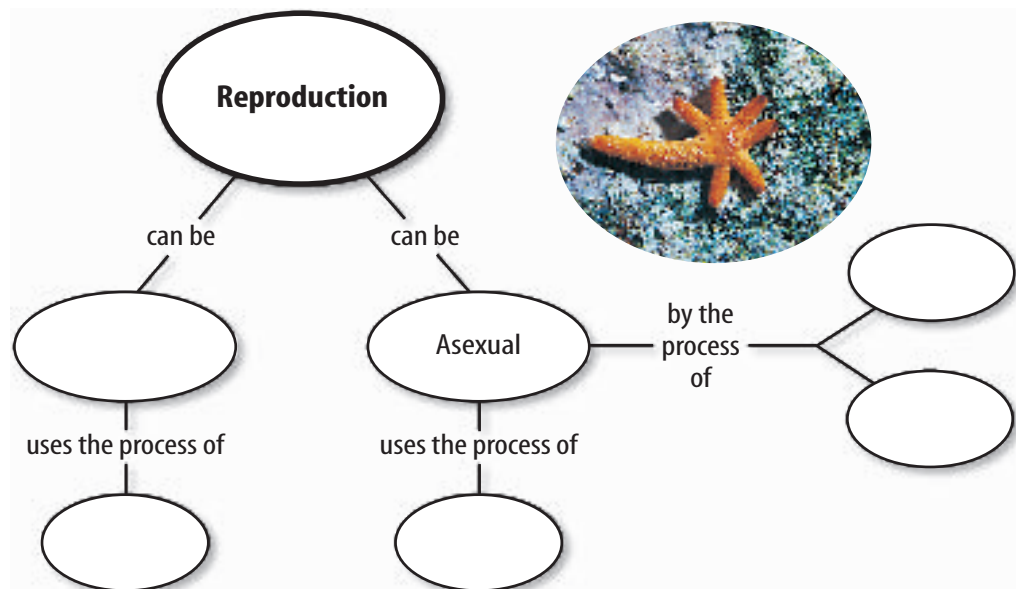 Reproduction
can be
can be
Asexual
by the
process
of
uses the process of
uses the process of